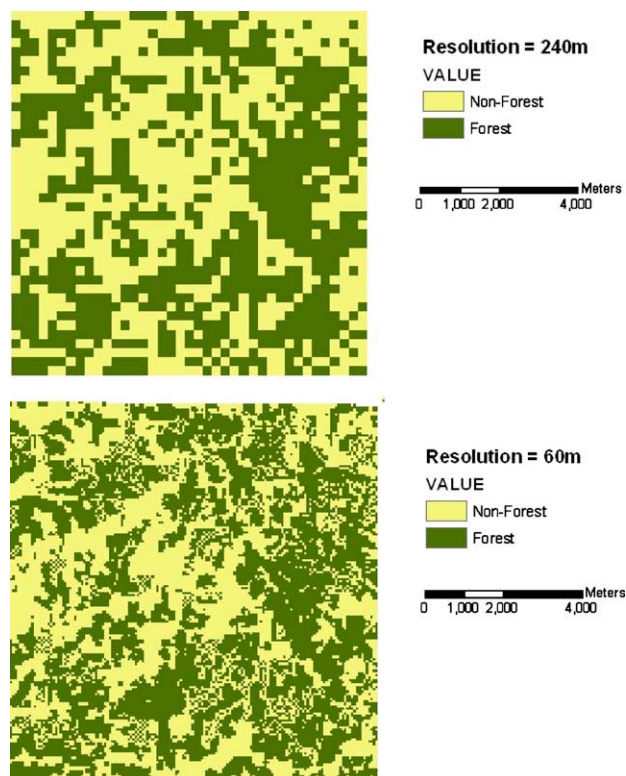 Resolution = 240m
VALUE
Non-Forest
Forest
Meters
0 1,000 2,000 4,000
Resolution = 60m
VALUE
Non-Forest
Forest
Meters
0 1,000 2,000 4,000